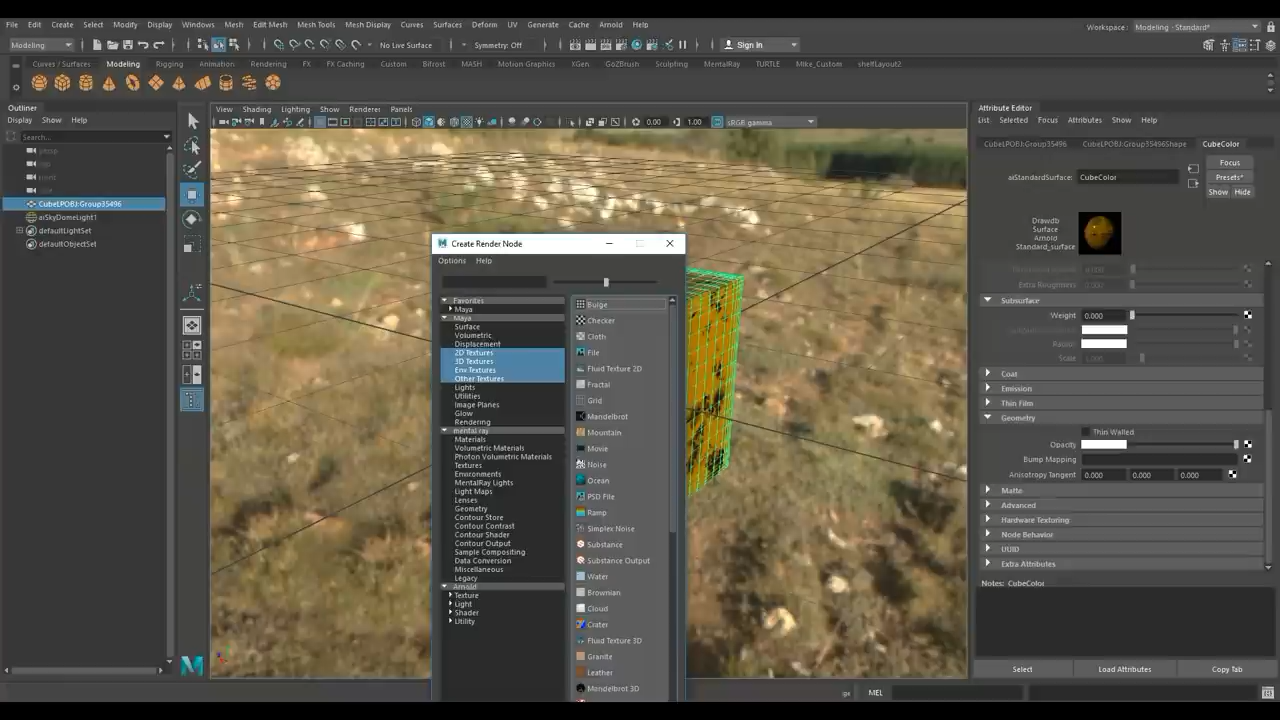 File Edit Create Select Modify Display Windows Mesh Edit Mesh Mesh Tools Mesh Display Curves Surfaces Deform UV Generate Cache Arnold Help
Workspace: Modeling - Standard*
Modeling No Live Surface Symmetry: Off Sign In
Curves / Surfaces Modeling Rigging Animation Rendering FX FX Caching Custom Bifrost MASH Motion Graphics XGen GoZBrush Sculpting MentalRay TURTLE Mike_Custom shelfLayout2
Outliner
Display Show Help
Search...
CubeLPOBJ:Group35496
aiSkyDomeLight1
defaultLightSet
defaultObjectSet
View Shading Lighting Show Renderer Panels
0.00 1.00 sRGB gamma
Create Render Node
Options Help
Favorites
Maya
Maya
Surface
Volumetric
Displacement
2D Textures
3D Textures
Env Textures
Other Textures
Lights
Utilities
Image Planes
Glow
Rendering
mental ray
Materials
Volumetric Materials
Photon Volumetric Materials
Textures
Environments
MentalRay Lights
Light Maps
Lenses
Geometry
Contour Store
Contour Contrast
Contour Shader
Contour Output
Sample Compositing
Data Conversion
Miscellaneous
Legacy
Arnold
Texture
Light
Shader
Utility
Bulge
Checker
Cloth
File
Fluid Texture 2D
Fractal
Grid
Mandelbrot
Mountain
Movie
Noise
Ocean
PSD File
Ramp
Simplex Noise
Substance
Substance Output
Water
Brownian
Cloud
Crater
Fluid Texture 3D
Granite
Leather
Mandelbrot 3D
Attribute Editor
List Selected Focus Attributes Show Help
CubeLPOBJ:Group35496 CubeLPOBJ:Group35496Shape CubeColor
aiStandardSurface: CubeColor
Focus
Presets*
Show Hide
Drawdb
Surface
Arnold
Standard_surface
Extra Roughness
Subsurface
Weight 0.000
Radius
Scale
Coat
Emission
Thin Film
Geometry
Thin Walled
Opacity
Bump Mapping
Anisotropy Tangent 0.000 0.000 0.000
Matte
Advanced
Hardware Texturing
Node Behavior
UUID
Extra Attributes
Notes: CubeColor
Select Load Attributes Copy Tab
MEL